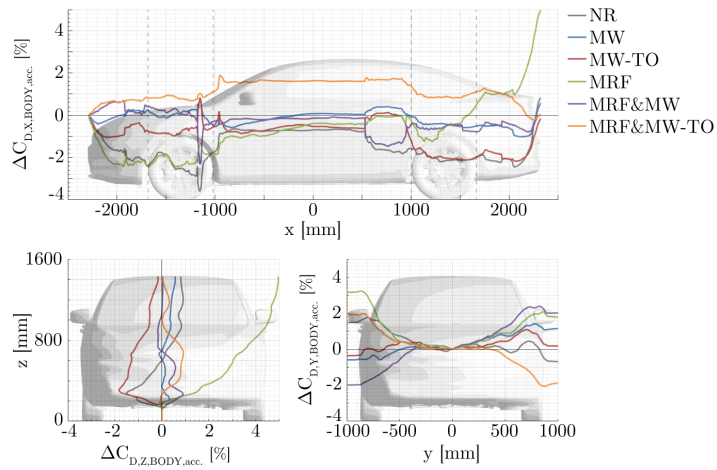 NR
MW
MW-TO
MRF
MRF&MW
MRF&MW-TO
ΔC_D,X,BODY,acc. [%]
4
2
0
-2
-4
-2000
-1000
0
1000
2000
x [mm]
z [mm]
1600
800
0
-4
-2
0
2
4
ΔC_D,Z,BODY,acc. [%]
ΔC_D,Y,BODY,acc. [%]
4
2
0
-2
-4
-1000
-500
0
500
1000
y [mm]